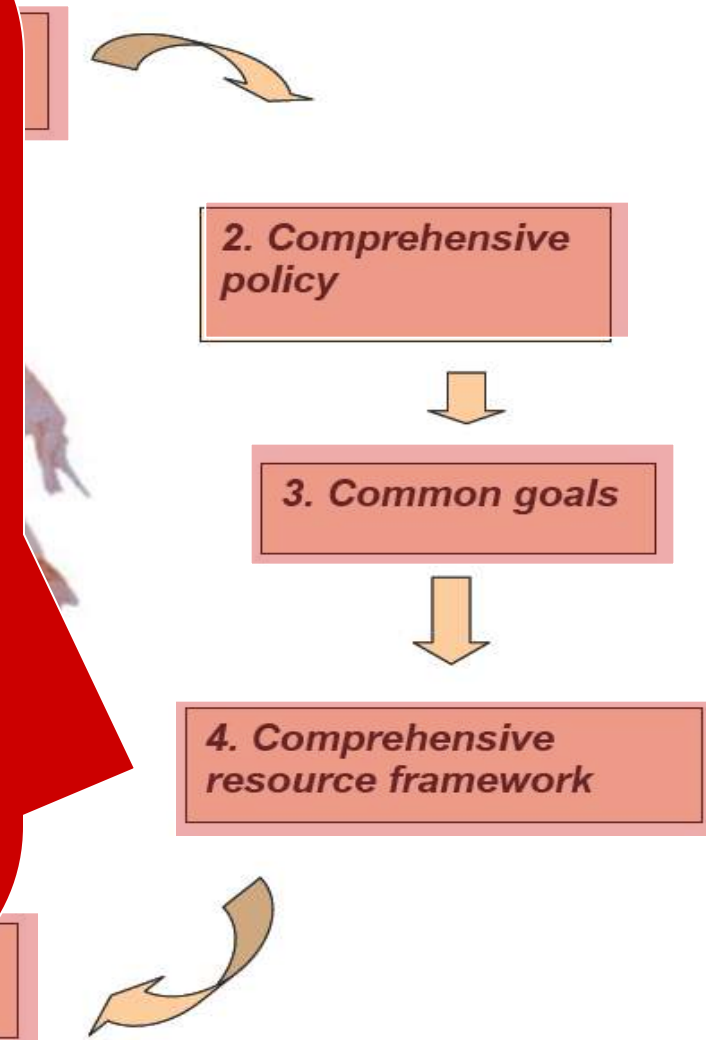 2. Comprehensive
policy
3. Common goals
4. Comprehensive
resource framework